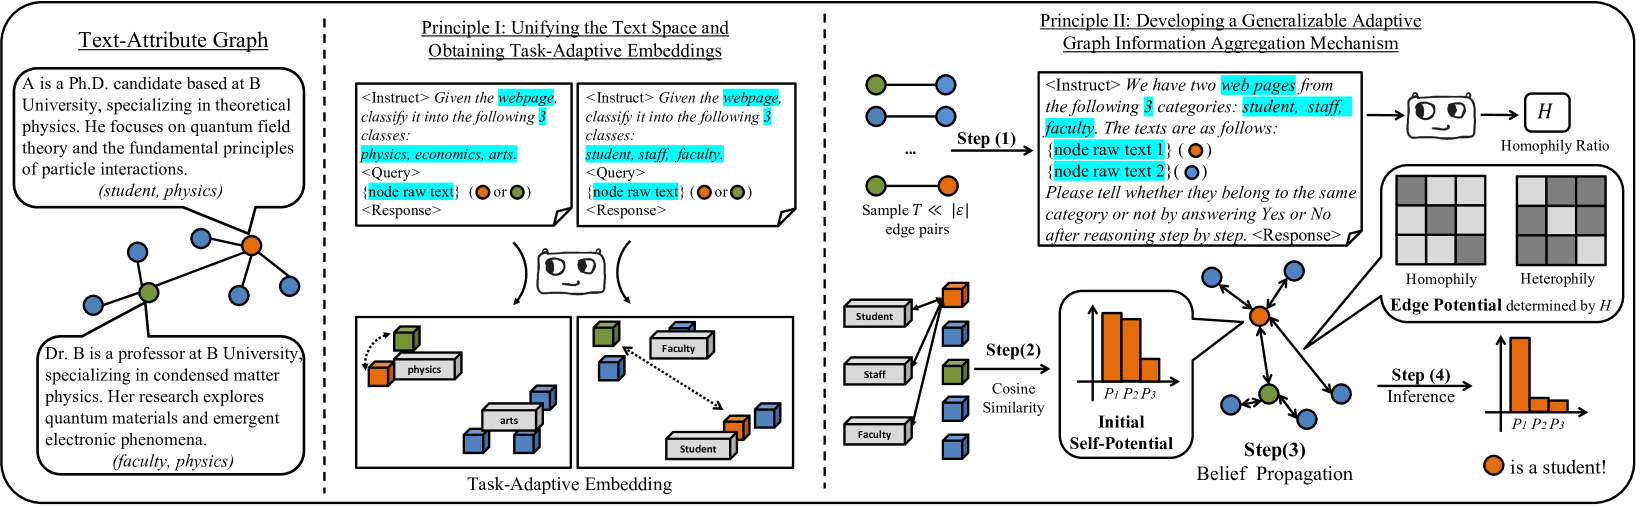 Text-Attribute Graph
A is a Ph.D. candidate based at B
University, specializing in theoretical
physics. He focuses on quantum field
theory and the fundamental principles
of particle interactions.
(student, physics)
Dr. B is a professor at B University,
specializing in condensed matter
physics. Her research explores
quantum materials and emergent
electronic phenomena.
(faculty, physics)
Principle I: Unifying the Text Space and
Obtaining Task-Adaptive Embeddings
<Instruct> Given the webpage,
classify it into the following 3
classes:
physics, economics, arts.
<Query>
{node raw text} ( or )
<Response>
<Instruct> Given the webpage,
classify it into the following 3
classes:
student, staff, faculty.
<Query>
{node raw text} ( or )
<Response>
physics
arts
Faculty
Student
Task-Adaptive Embedding
Principle II: Developing a Generalizable Adaptive
Graph Information Aggregation Mechanism
...
Sample T ≪ |ε|
edge pairs
Step (1)
<Instruct> We have two web pages from
the following 3 categories: student, staff,
faculty. The texts are as follows:
{node raw text 1} ( )
{node raw text 2} ( )
Please tell whether they belong to the same
category or not by answering Yes or No
after reasoning step by step. <Response>
H
Homophily Ratio
Homophily
Heterophily
Edge Potential determined by H
Student
Staff
Faculty
Step(2)
Cosine
Similarity
P1 P2 P3
Initial
Self-Potential
Step(3)
Belief Propagation
Step (4)
Inference
P1 P2 P3
is a student!